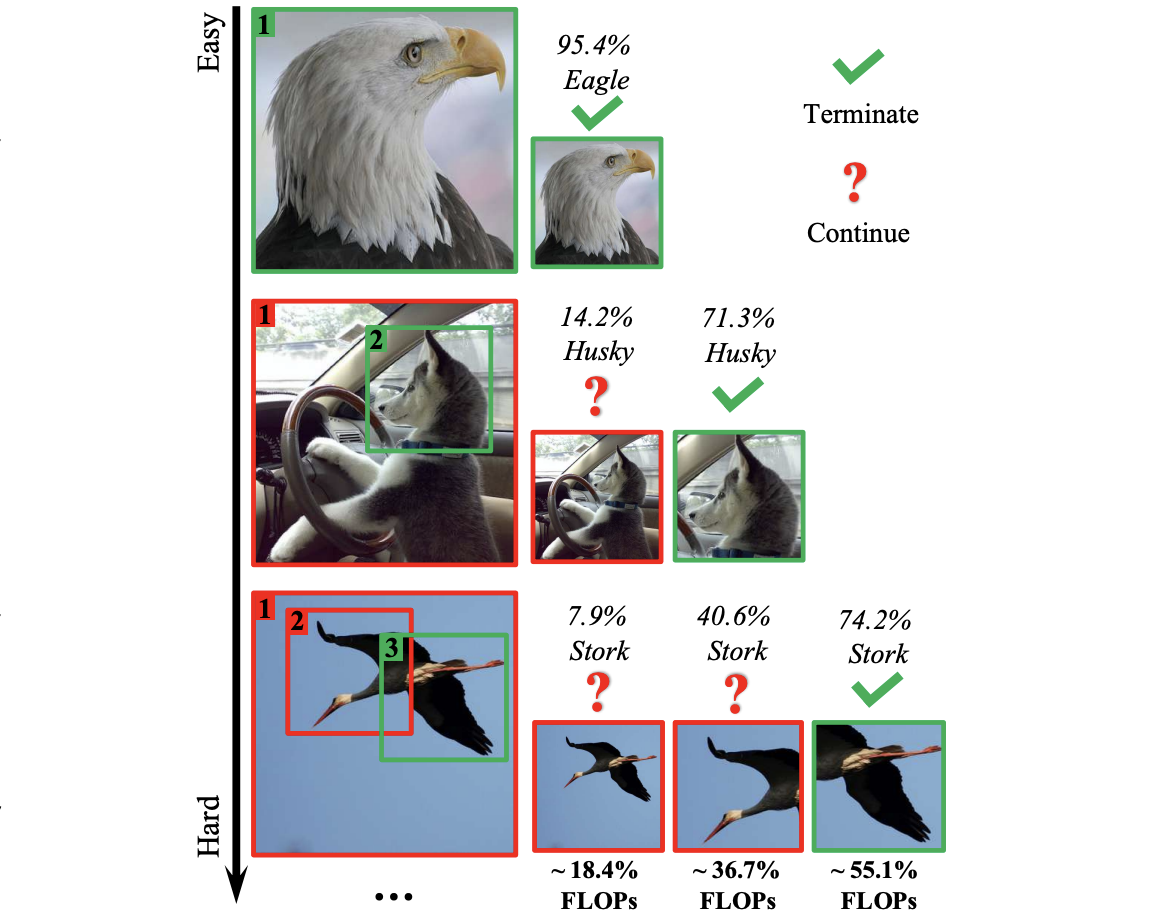 Easy
1
95.4%
Eagle
Terminate
?
Continue
1
2
14.2%
Husky
?
71.3%
Husky
1
2
3
7.9%
Stork
?
40.6%
Stork
?
74.2%
Stork
Hard
...
~ 18.4%
FLOPs
~ 36.7%
FLOPs
~ 55.1%
FLOPs